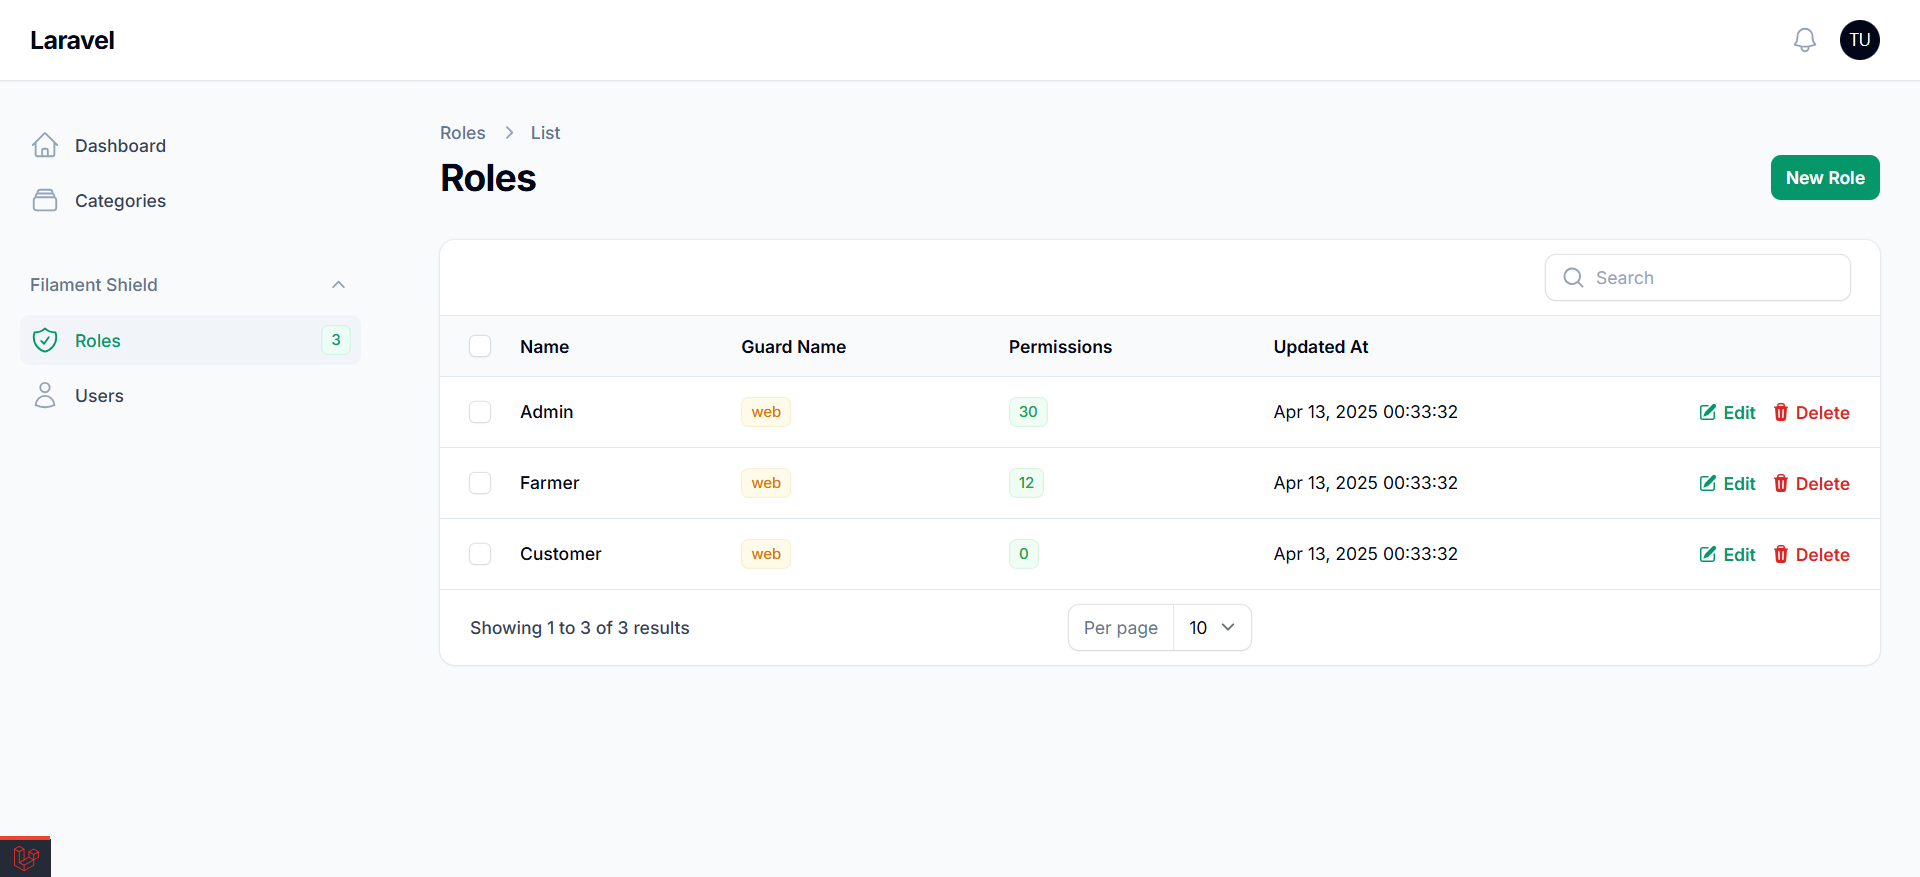 Laravel
TU
Dashboard
Categories
Filament Shield
Roles 3
Users
Roles > List
Roles
New Role
Search
Name Guard Name Permissions Updated At
Admin web 30 Apr 13, 2025 00:33:32 Edit Delete
Farmer web 12 Apr 13, 2025 00:33:32 Edit Delete
Customer web 0 Apr 13, 2025 00:33:32 Edit Delete
Showing 1 to 3 of 3 results Per page 10